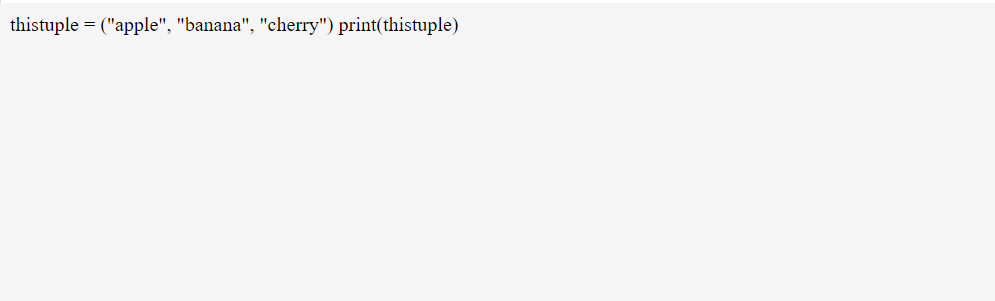 thistuple = ("apple", "banana", "cherry") print(thistuple)